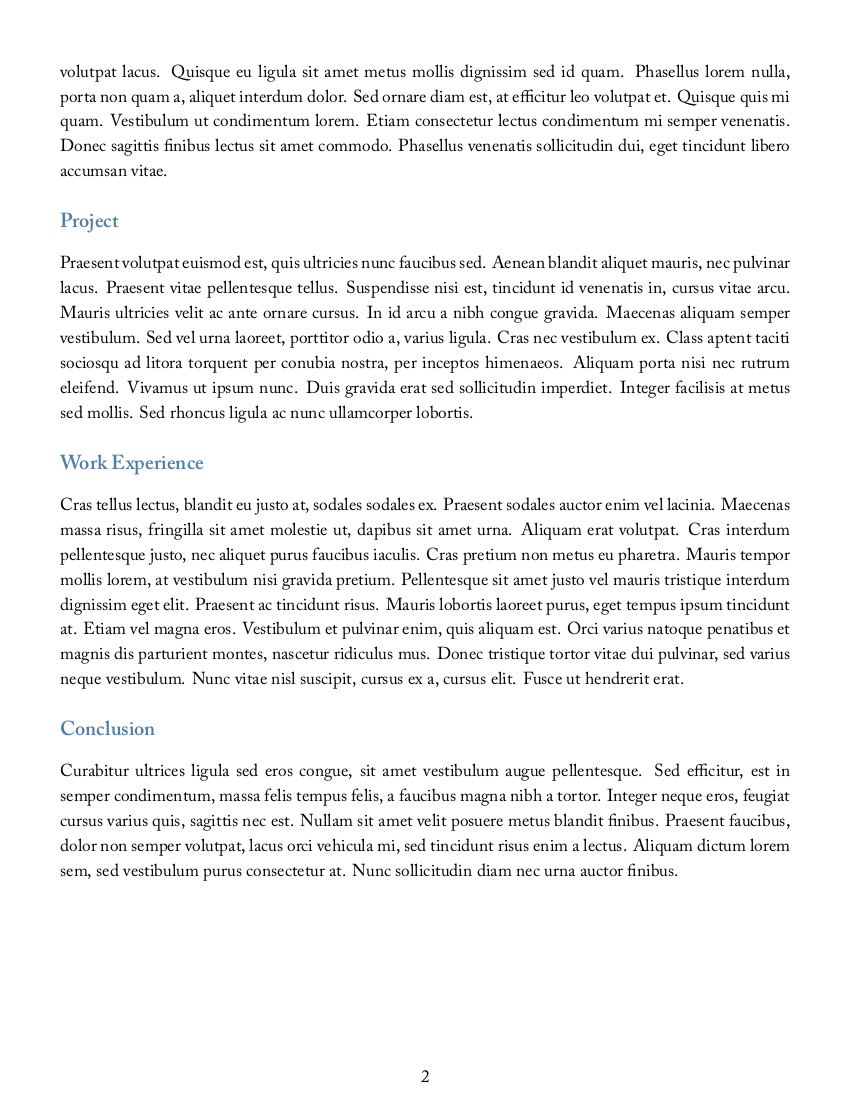 volutpat lacus. Quisque eu ligula sit amet metus mollis dignissim sed id quam. Phasellus lorem nulla,
porta non quam a, aliquet interdum dolor. Sed ornare diam est, at efficitur leo volutpat et. Quisque quis mi
quam. Vestibulum ut condimentum lorem. Etiam consectetur lectus condimentum mi semper venenatis.
Donec sagittis finibus lectus sit amet commodo. Phasellus venenatis sollicitudin dui, eget tincidunt libero
accumsan vitae.
Project
Praesent volutpat euismod est, quis ultricies nunc faucibus sed. Aenean blandit aliquet mauris, nec pulvinar
lacus. Praesent vitae pellentesque tellus. Suspendisse nisi est, tincidunt id venenatis in, cursus vitae arcu.
Mauris ultricies velit ac ante ornare cursus. In id arcu a nibh congue gravida. Maecenas aliquam semper
vestibulum. Sed vel urna laoreet, porttitor odio a, varius ligula. Cras nec vestibulum ex. Class aptent taciti
sociosqu ad litora torquent per conubia nostra, per inceptos himenaeos. Aliquam porta nisi nec rutrum
eleifend. Vivamus ut ipsum nunc. Duis gravida erat sed sollicitudin imperdiet. Integer facilisis at metus
sed mollis. Sed rhoncus ligula ac nunc ullamcorper lobortis.
Work Experience
Cras tellus lectus, blandit eu justo at, sodales sodales ex. Praesent sodales auctor enim vel lacinia. Maecenas
massa risus, fringilla sit amet molestie ut, dapibus sit amet urna. Aliquam erat volutpat. Cras interdum
pellentesque justo, nec aliquet purus faucibus iaculis. Cras pretium non metus eu pharetra. Mauris tempor
mollis lorem, at vestibulum nisi gravida pretium. Pellentesque sit amet justo vel mauris tristique interdum
dignissim eget elit. Praesent ac tincidunt risus. Mauris lobortis laoreet purus, eget tempus ipsum tincidunt
at. Etiam vel magna eros. Vestibulum et pulvinar enim, quis aliquam est. Orci varius natoque penatibus et
magnis dis parturient montes, nascetur ridiculus mus. Donec tristique tortor vitae dui pulvinar, sed varius
neque vestibulum. Nunc vitae nisl suscipit, cursus ex a, cursus elit. Fusce ut hendrerit erat.
Conclusion
Curabitur ultrices ligula sed eros congue, sit amet vestibulum augue pellentesque. Sed efficitur, est in
semper condimentum, massa felis tempus felis, a faucibus magna nibh a tortor. Integer neque eros, feugiat
cursus varius quis, sagittis nec est. Nullam sit amet velit posuere metus blandit finibus. Praesent faucibus,
dolor non semper volutpat, lacus orci vehicula mi, sed tincidunt risus enim a lectus. Aliquam dictum lorem
sem, sed vestibulum purus consectetur at. Nunc sollicitudin diam nec urna auctor finibus.
2